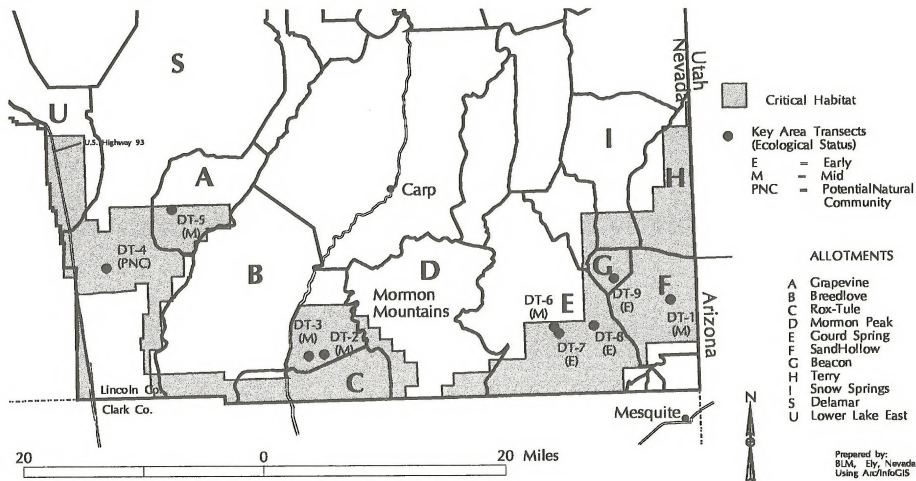 S
U
U.S. Highway 93
A
Carp
DT-5
(M)
DT-4
(PNC)
B
D
Mormon
Mountains
DT-3
(M)
DT-2
(M)
C
Lincoln Co.
Clark Co.
I
H
G
DT-9
(E)
F
DT-1
(M)
DT-6
(M)
E
DT-8
(E)
DT-7
(E)
Mesquite
Utah
Nevada
Arizona
N
20 0 20 Miles
Critical Habitat
Key Area Transects
(Ecological Status)
E = Early
M = Mid
PNC = PotentialNatural
Community
ALLOTMENTS
A Grapevine
B Breedlove
C Rox-Tule
D Mormon Peak
E Gourd Spring
F SandHollow
G Beacon
H Terry
I Snow Springs
S Delamar
U Lower Lake East
Prepared by:
BLM, Ely, Nevada
Using Arc/InfoGIS